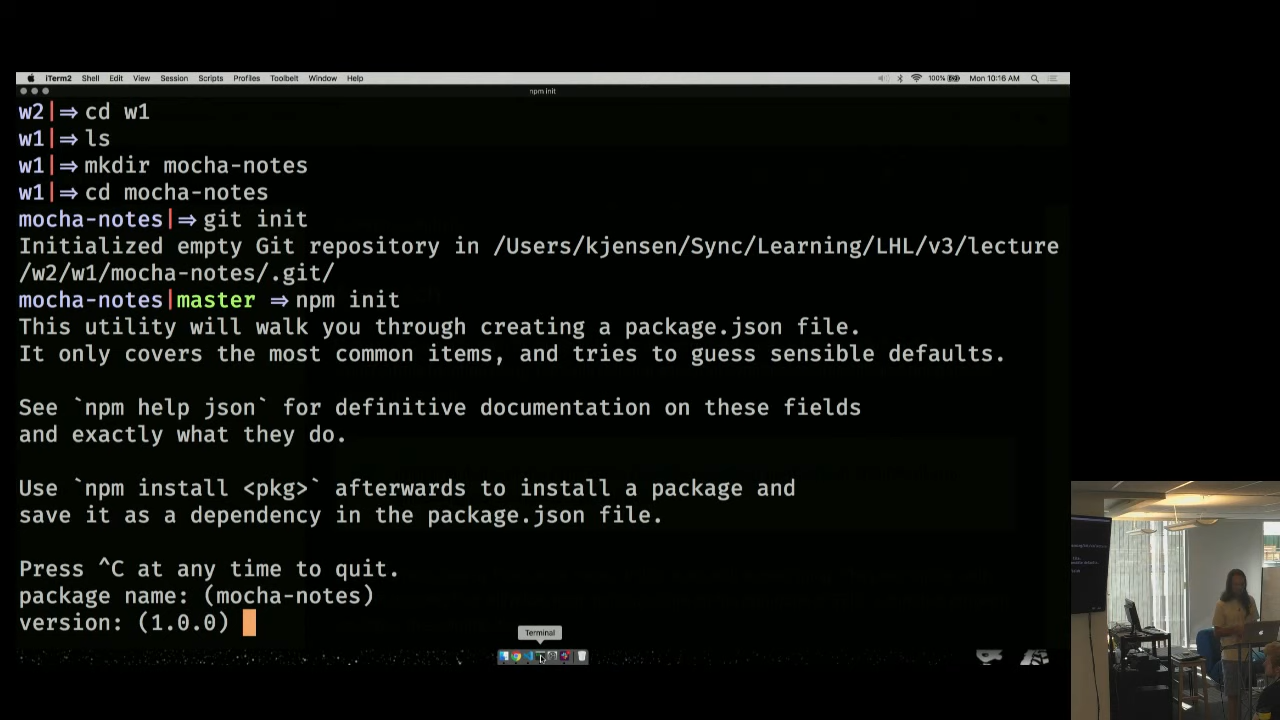 iTerm2 Shell Edit View Session Scripts Profiles Toolbelt Window Help 100% Mon 10:16 AM
npm init
w2|⇒ cd w1
w1|⇒ ls
w1|⇒ mkdir mocha-notes
w1|⇒ cd mocha-notes
mocha-notes|⇒ git init
Initialized empty Git repository in /Users/kjensen/Sync/Learning/LHL/v3/lecture
/w2/w1/mocha-notes/.git/
mocha-notes|master ⇒ npm init
This utility will walk you through creating a package.json file.
It only covers the most common items, and tries to guess sensible defaults.
See `npm help json` for definitive documentation on these fields
and exactly what they do.
Use `npm install <pkg>` afterwards to install a package and
save it as a dependency in the package.json file.
Press ^C at any time to quit.
package name: (mocha-notes)
version: (1.0.0)
Terminal